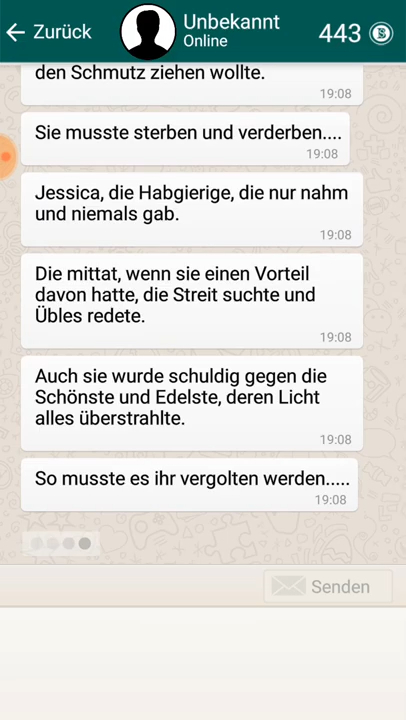 Zurück
Unbekannt
Online
443
den Schmutz ziehen wollte.
19:08
Sie musste sterben und verderben....
19:08
Jessica, die Habgierige, die nur nahm
und niemals gab.
19:08
Die mittat, wenn sie einen Vorteil
davon hatte, die Streit suchte und
Übles redete.
19:08
Auch sie wurde schuldig gegen die
Schönste und Edelste, deren Licht
alles überstrahlte.
19:08
So musste es ihr vergolten werden.....
19:08
Senden